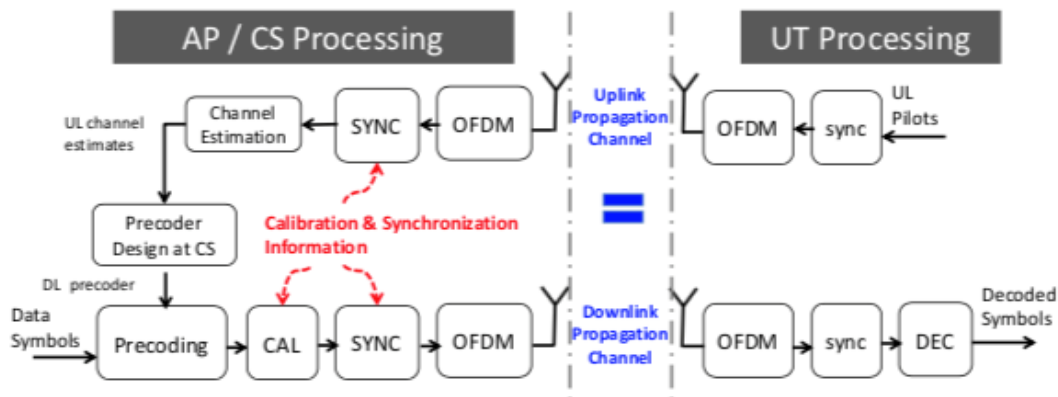 AP / CS Processing
UT Processing
UL channel
estimates
Channel
Estimation
SYNC
OFDM
Uplink
Propagation
Channel
OFDM
sync
UL
Pilots
Precoder
Design at CS
Calibration & Synchronization
Information
DL precoder
Data
Symbols
Precoding
CAL
SYNC
OFDM
Downlink
Propagation
Channel
OFDM
sync
DEC
Decoded
Symbols